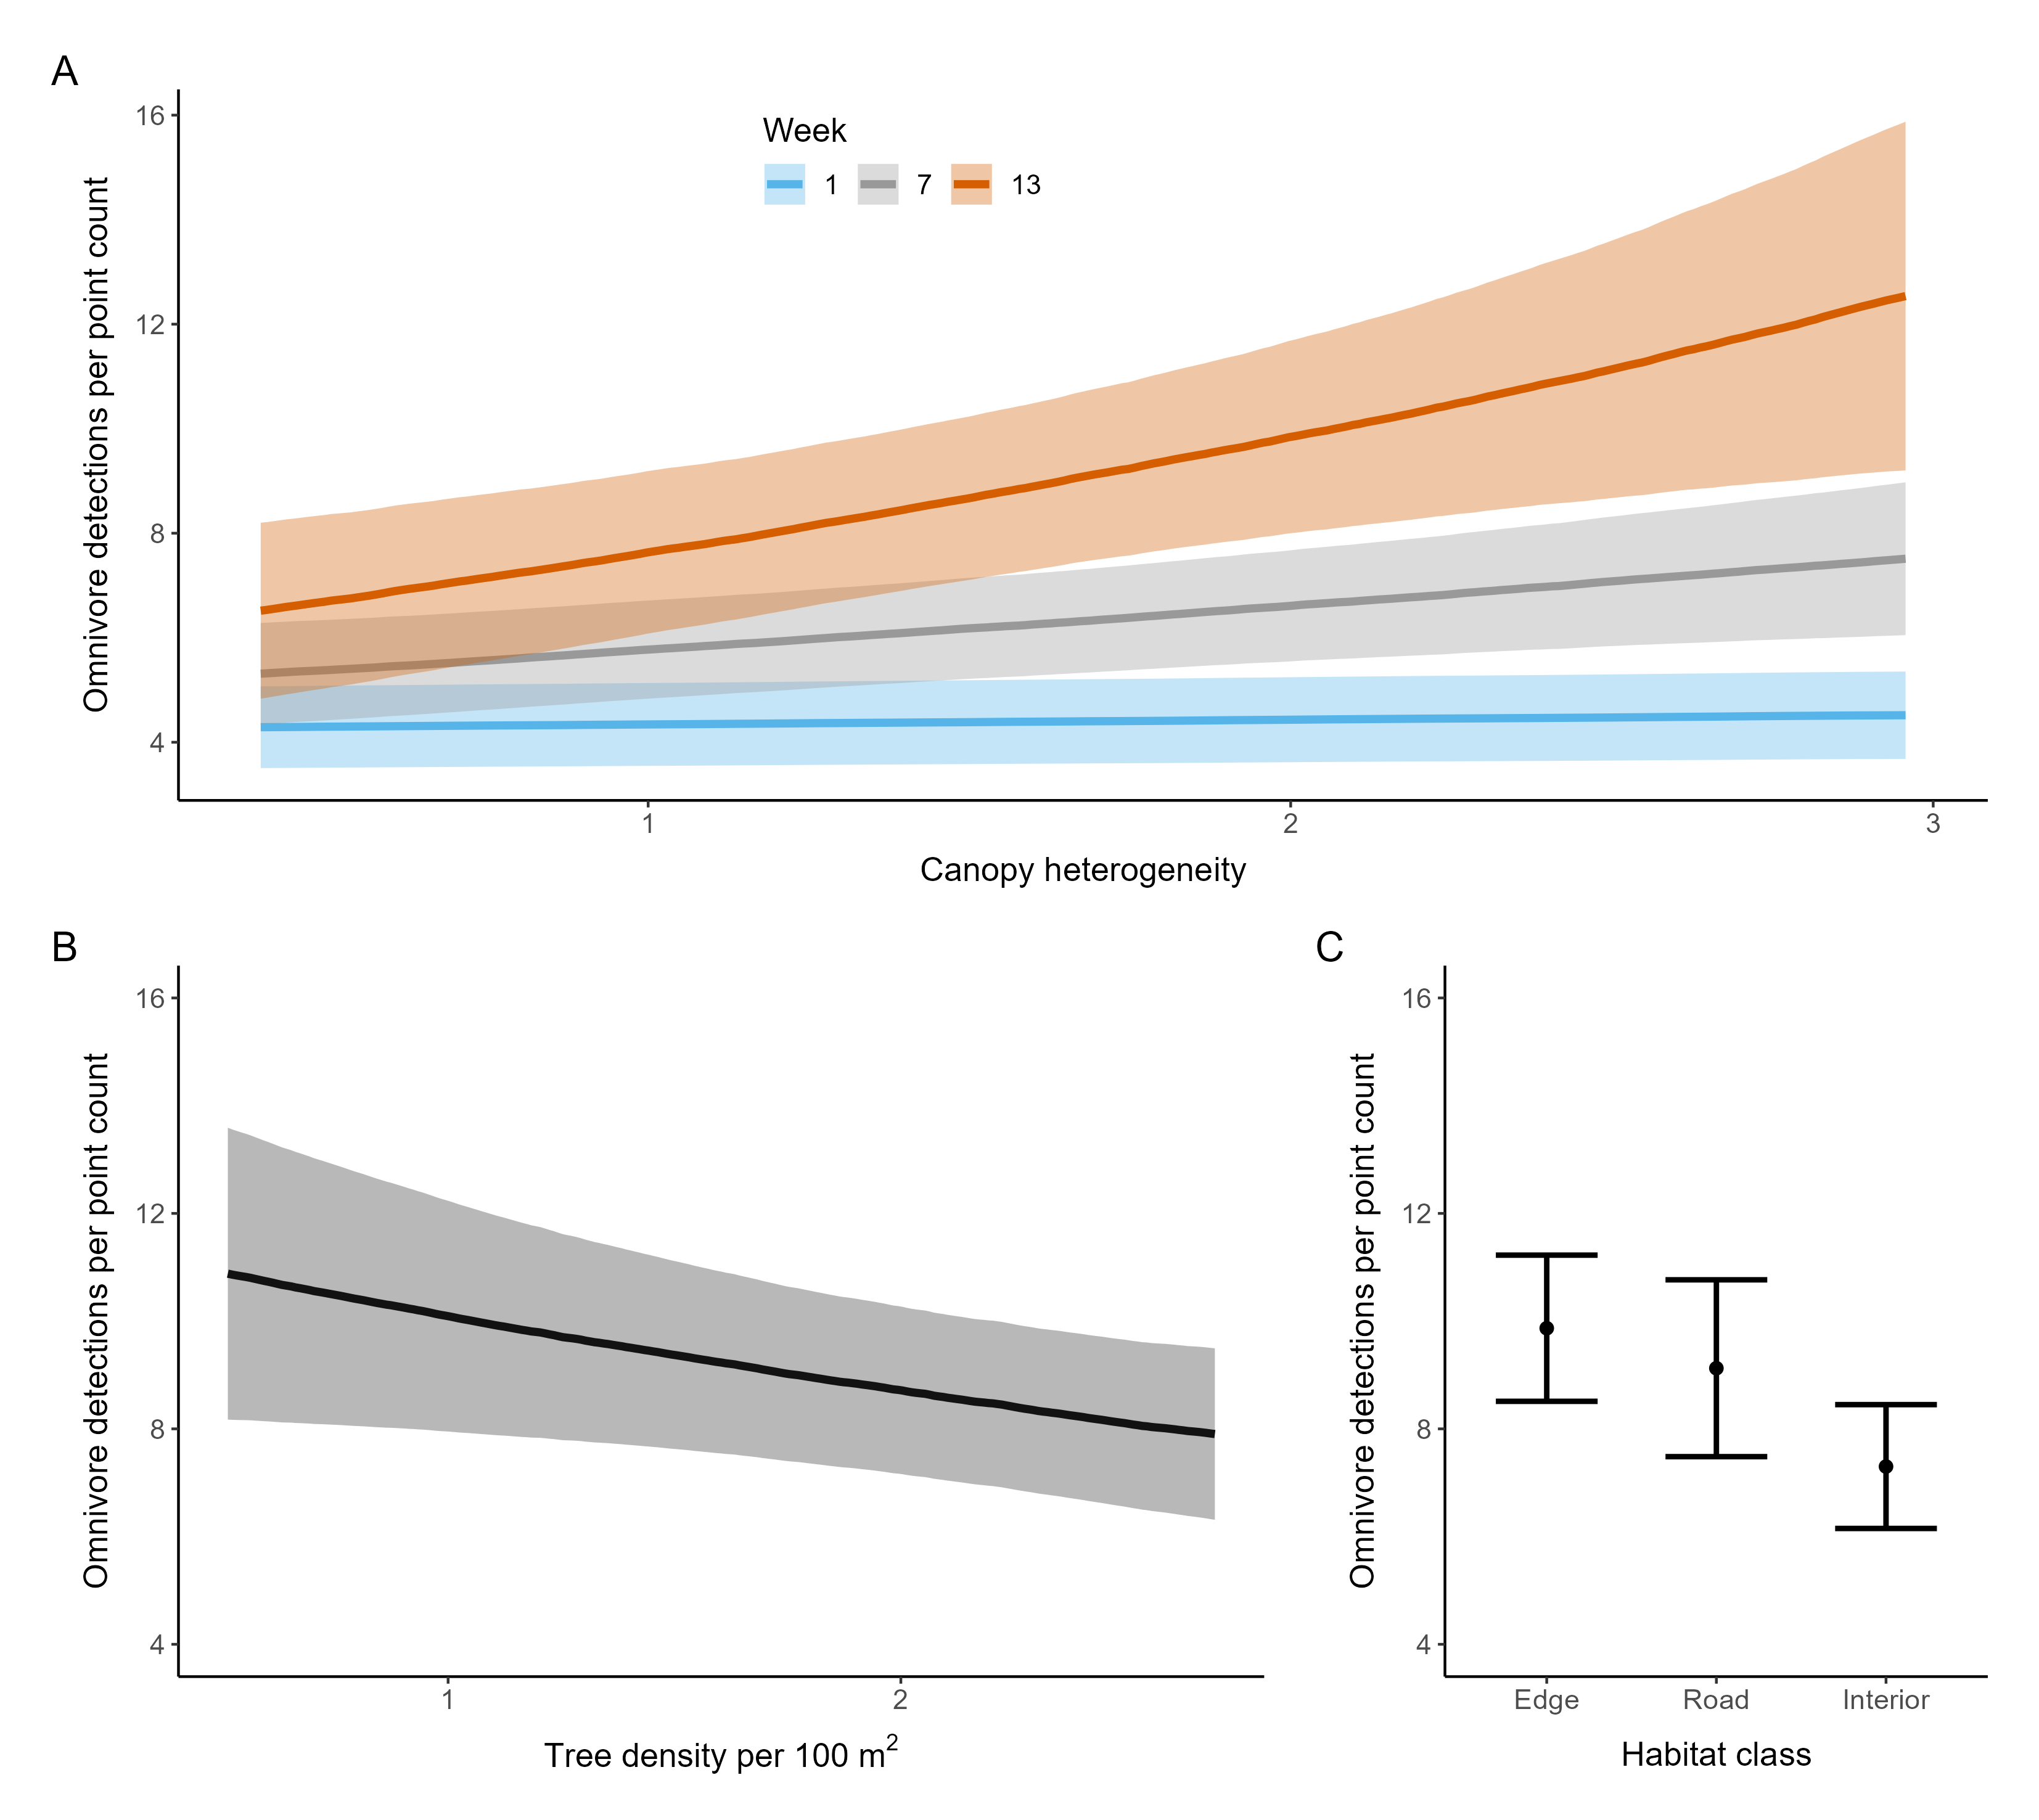 A
Omnivore detections per point count
16
12
8
4
Week
1 7 13
1 2 3
Canopy heterogeneity
B
Omnivore detections per point count
16
12
8
4
1 2
Tree density per 100 m²
C
Omnivore detections per point count
16
12
8
4
Edge Road Interior
Habitat class